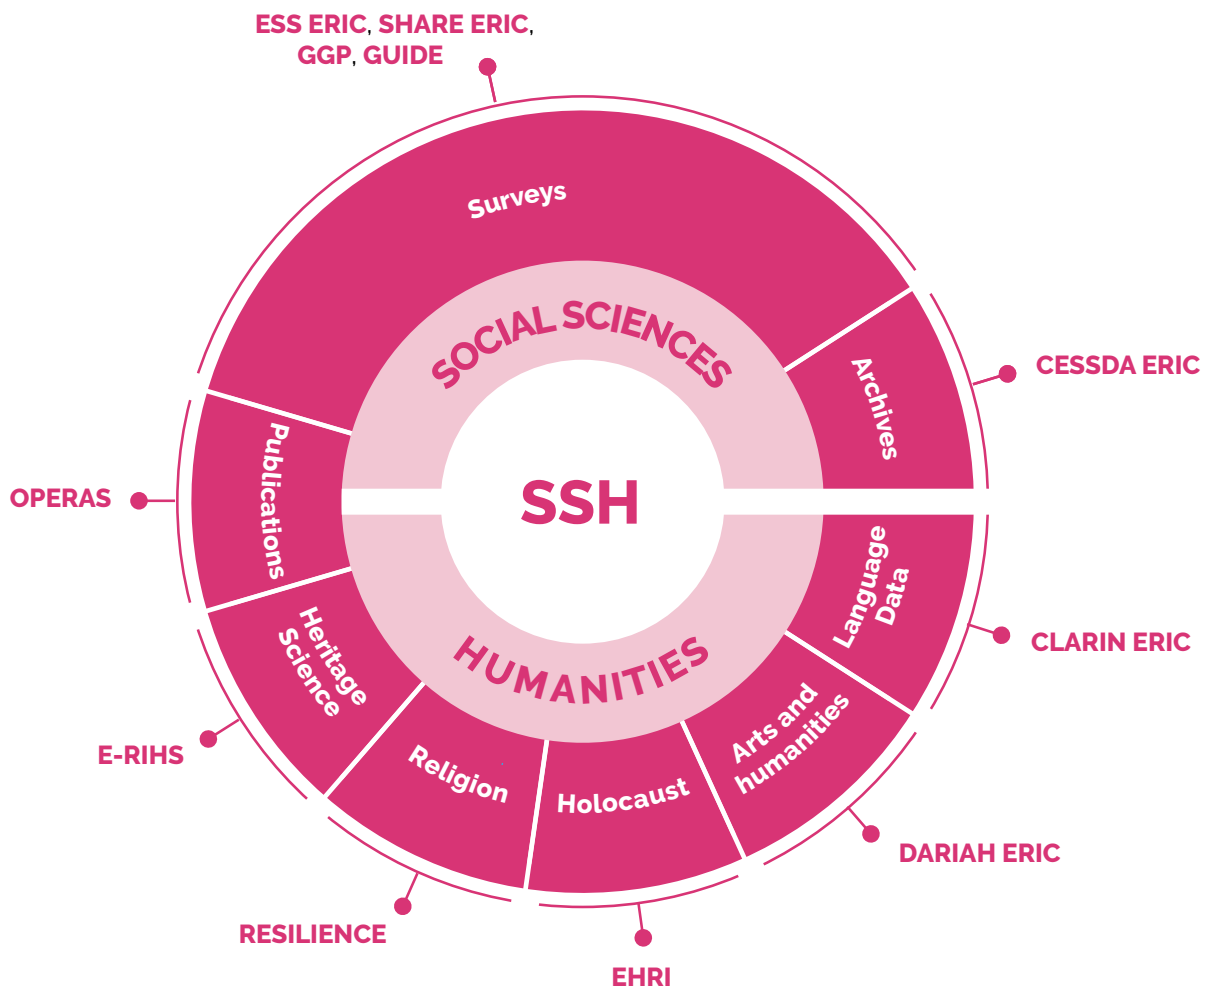 ESS ERIC, SHARE ERIC,
GGP, GUIDE
Surveys
SOCIAL SCIENCES
Archives
CESSDA ERIC
Publications
OPERAS
SSH
Language
Data
CLARIN ERIC
HUMANITIES
Heritage
Science
E-RIHS
Religion
RESILIENCE
Holocaust
EHRI
Arts and
humanities
DARIAH ERIC